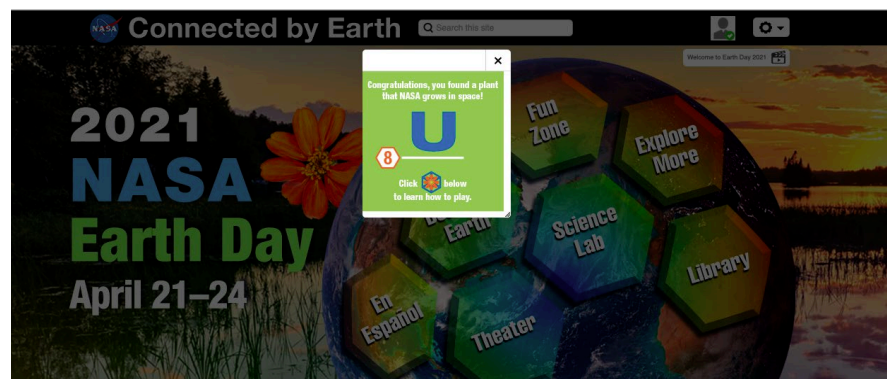 NASA
Connected by Earth
Search this site
Welcome to Earth Day 2021
Congratulations, you found a plant
that NASA grows in space!
U
8
Click below
to learn how to play.
2021
NASA
Earth Day
April 21–24
Fun
Zone
Explore
More
Earth
Science
Lab
Library
En
Español
Theater